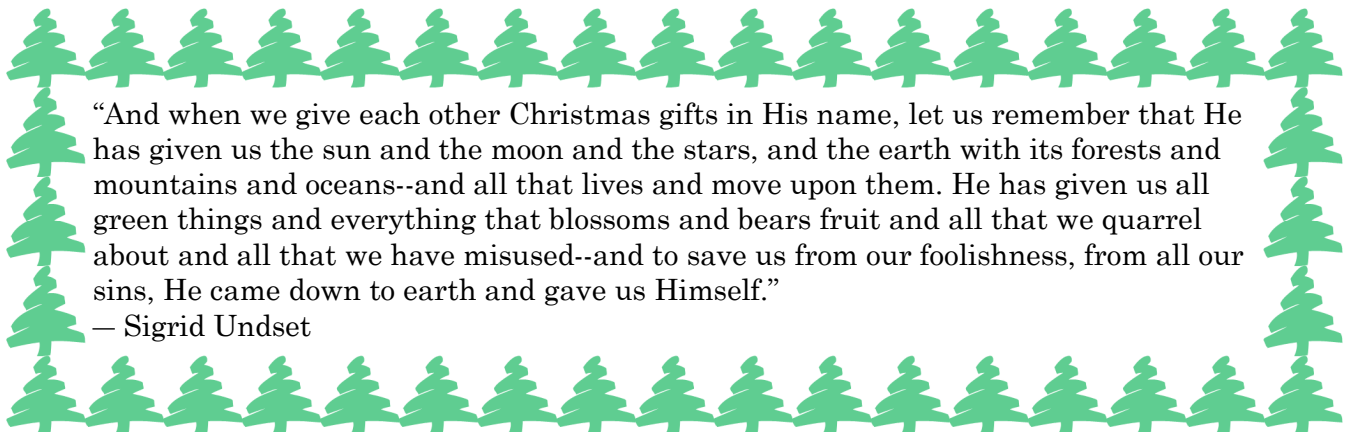 “And when we give each other Christmas gifts in His name, let us remember that He
has given us the sun and the moon and the stars, and the earth with its forests and
mountains and oceans--and all that lives and move upon them. He has given us all
green things and everything that blossoms and bears fruit and all that we quarrel
about and all that we have misused--and to save us from our foolishness, from all our
sins, He came down to earth and gave us Himself.”
― Sigrid Undset